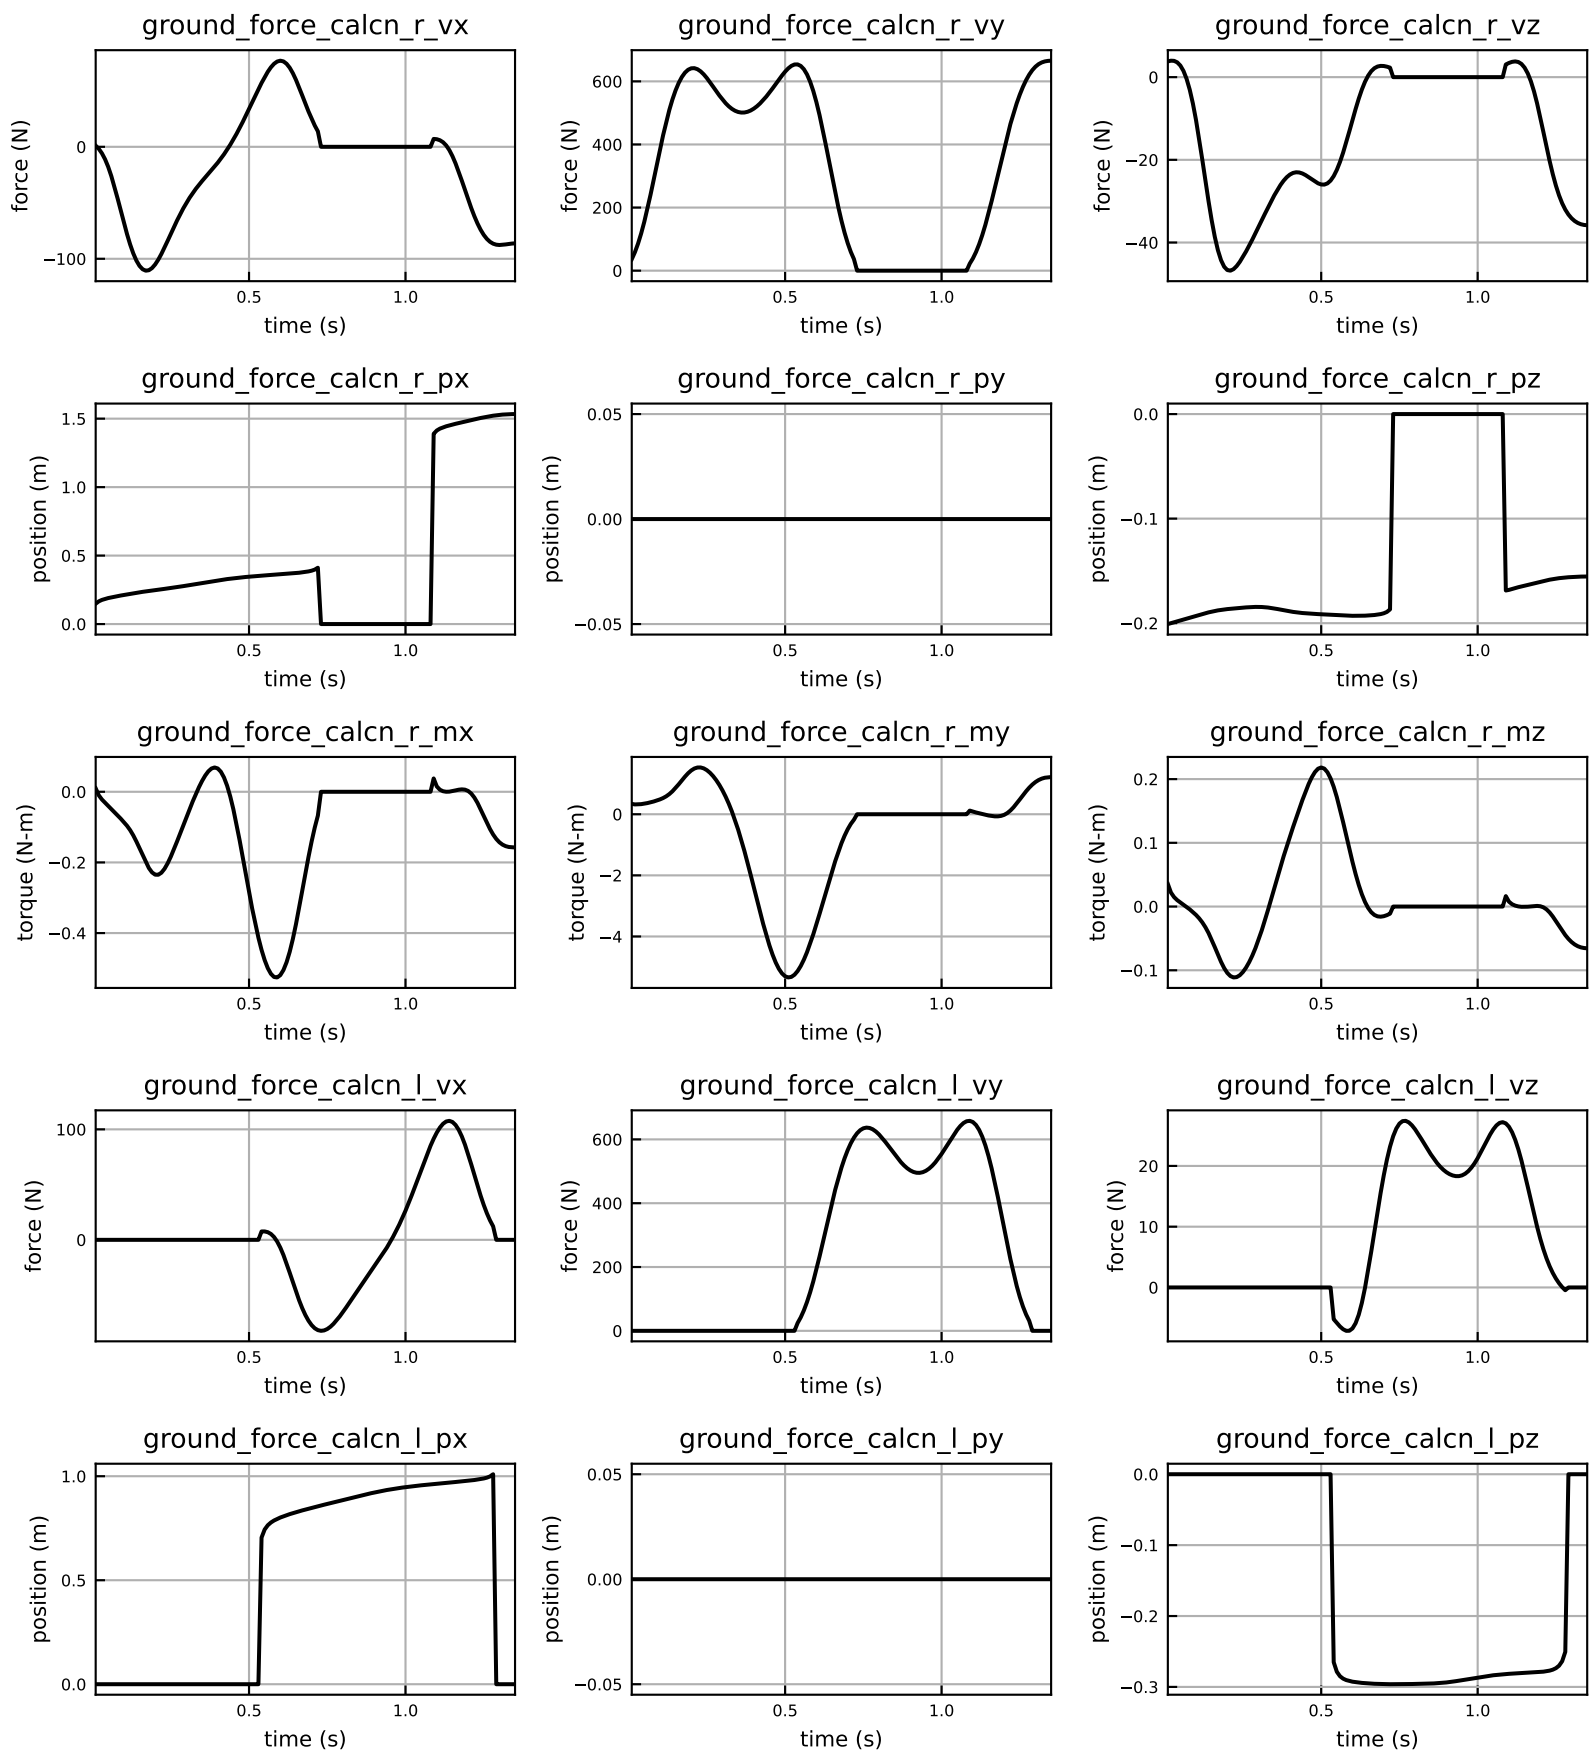 ground_force_calcn_r_vx
force (N)
0
−100
0.5
1.0
time (s)
ground_force_calcn_r_vy
force (N)
600
400
200
0
0.5
1.0
time (s)
ground_force_calcn_r_vz
force (N)
0
−20
−40
0.5
1.0
time (s)
ground_force_calcn_r_px
position (m)
1.5
1.0
0.5
0.0
0.5
1.0
time (s)
ground_force_calcn_r_py
position (m)
0.05
0.00
−0.05
0.5
1.0
time (s)
ground_force_calcn_r_pz
position (m)
0.0
−0.1
−0.2
0.5
1.0
time (s)
ground_force_calcn_r_mx
torque (N-m)
0.0
−0.2
−0.4
0.5
1.0
time (s)
ground_force_calcn_r_my
torque (N-m)
0
−2
−4
0.5
1.0
time (s)
ground_force_calcn_r_mz
torque (N-m)
0.2
0.1
0.0
−0.1
0.5
1.0
time (s)
ground_force_calcn_l_vx
force (N)
100
0
0.5
1.0
time (s)
ground_force_calcn_l_vy
force (N)
600
400
200
0
0.5
1.0
time (s)
ground_force_calcn_l_vz
force (N)
20
10
0
0.5
1.0
time (s)
ground_force_calcn_l_px
position (m)
1.0
0.5
0.0
0.5
1.0
time (s)
ground_force_calcn_l_py
position (m)
0.05
0.00
−0.05
0.5
1.0
time (s)
ground_force_calcn_l_pz
position (m)
0.0
−0.1
−0.2
−0.3
0.5
1.0
time (s)